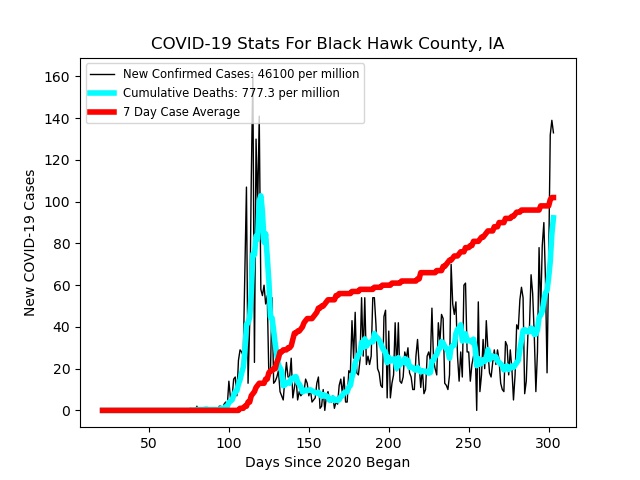 COVID-19 Stats For Black Hawk County, IA
New Confirmed Cases: 46100 per million
Cumulative Deaths: 777.3 per million
7 Day Case Average
New COVID-19 Cases
160
140
120
100
80
60
40
20
0
50 100 150 200 250 300
Days Since 2020 Began